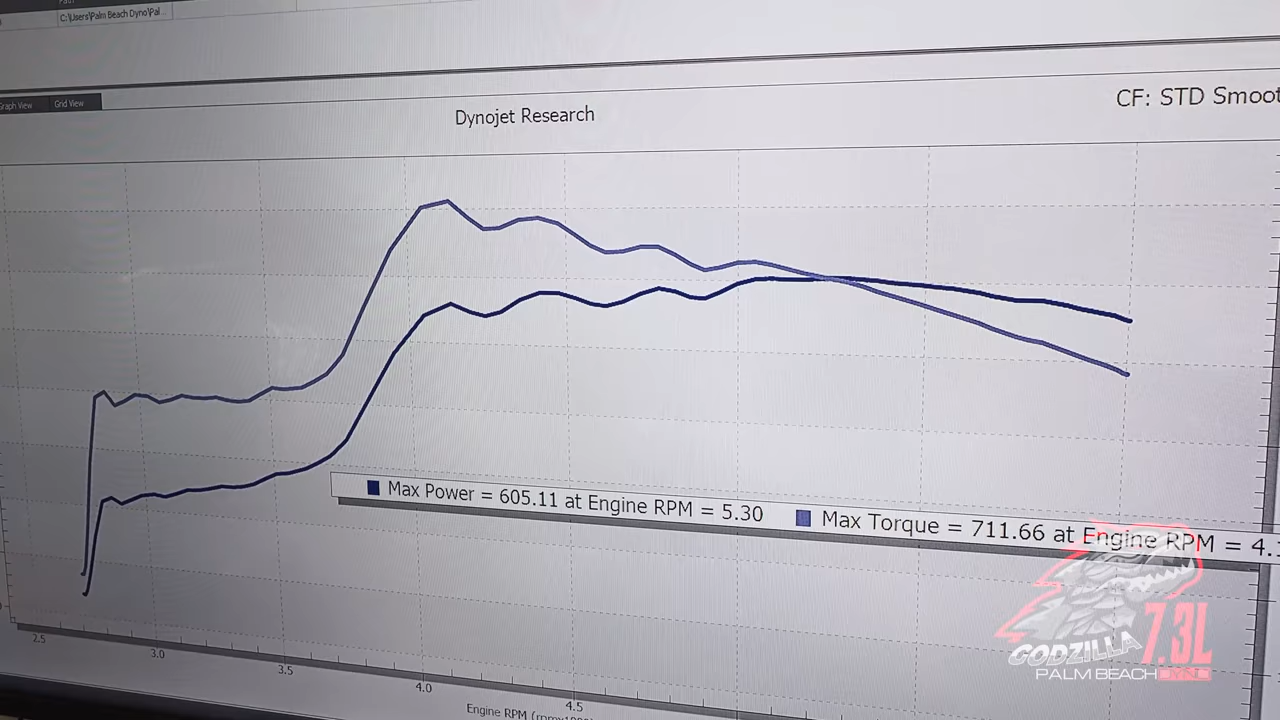 C:\Users\Palm Beach Dyno\Pal...
Graph View Grid View
Dynojet Research
CF: STD Smoot
Max Power = 605.11 at Engine RPM = 5.30 Max Torque = 711.66 at Engine RPM = 4.
2.5 3.0 3.5 4.0 4.5
Engine RPM
GODZILLA 7.3L
PALM BEACH DYNO